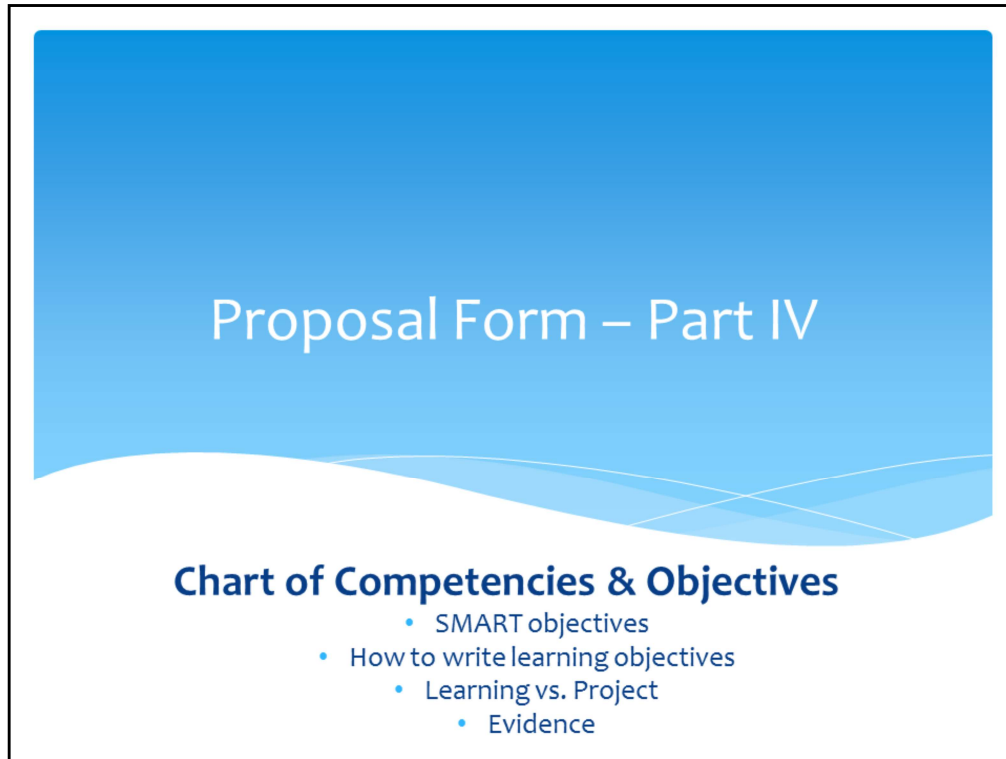 Proposal Form – Part IV
Chart of Competencies & Objectives
• SMART objectives
• How to write learning objectives
• Learning vs. Project
• Evidence